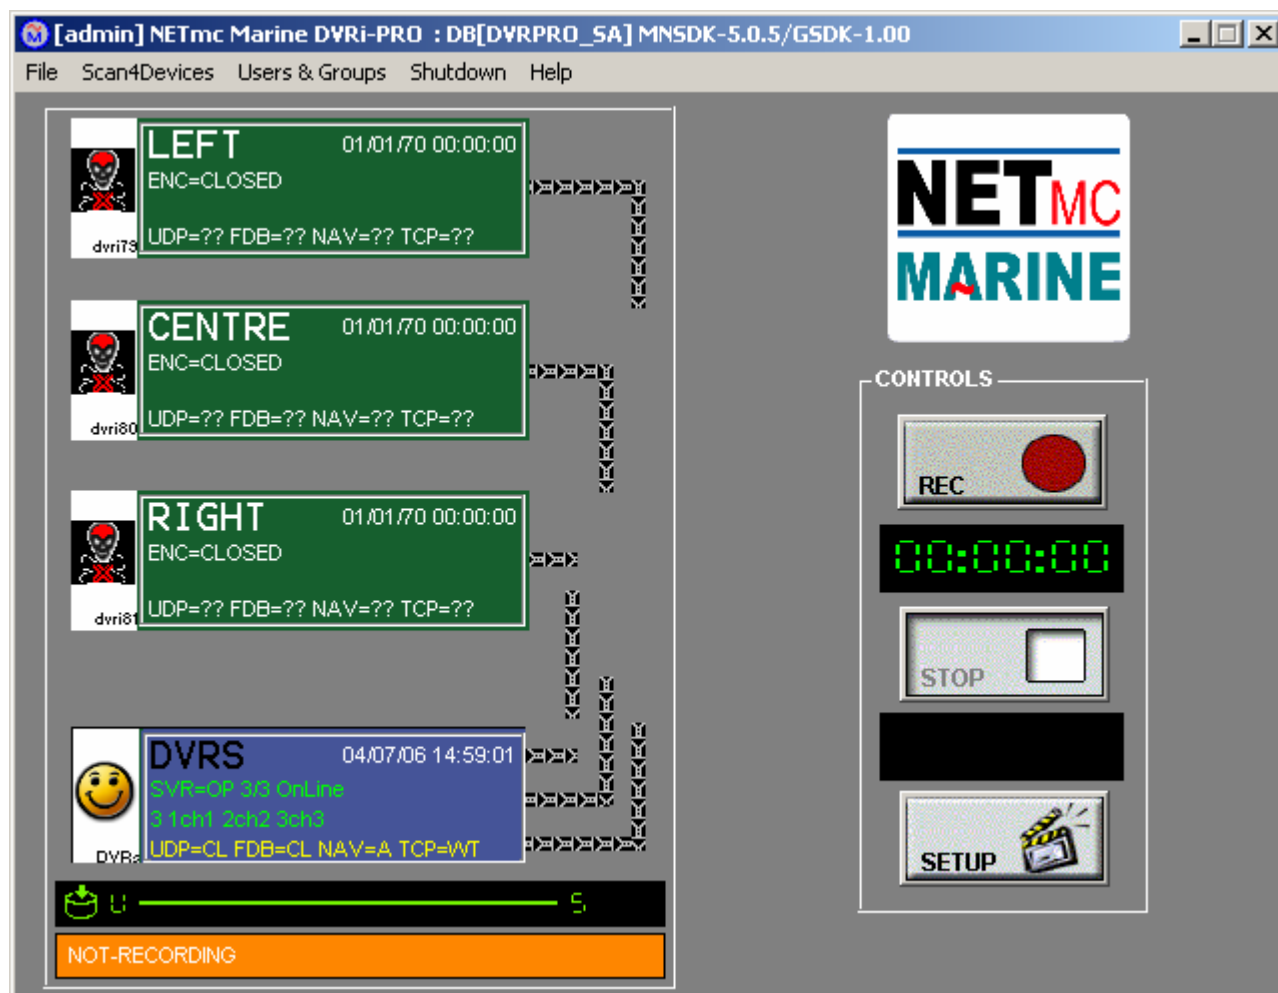 [admin] NETmc Marine DVRi-PRO : DB[DVRPRO_SA] MNSDK-5.0.5/GSDK-1.00
File Scan4Devices Users & Groups Shutdown Help
LEFT 01/01/70 00:00:00
ENC=CLOSED
UDP=?? FDB=?? NAV=?? TCP=??
dvri79
CENTRE 01/01/70 00:00:00
ENC=CLOSED
UDP=?? FDB=?? NAV=?? TCP=??
dvri80
RIGHT 01/01/70 00:00:00
ENC=CLOSED
UDP=?? FDB=?? NAV=?? TCP=??
dvri81
DVRS 04/07/06 14:59:01
SVR=OP 3/3 OnLine
3 1ch1 2ch2 3ch3
UDP=CL FDB=CL NAV=A TCP=WT
U S
NOT-RECORDING
NETMC
MARINE
CONTROLS
REC
00:00:00
STOP
SETUP